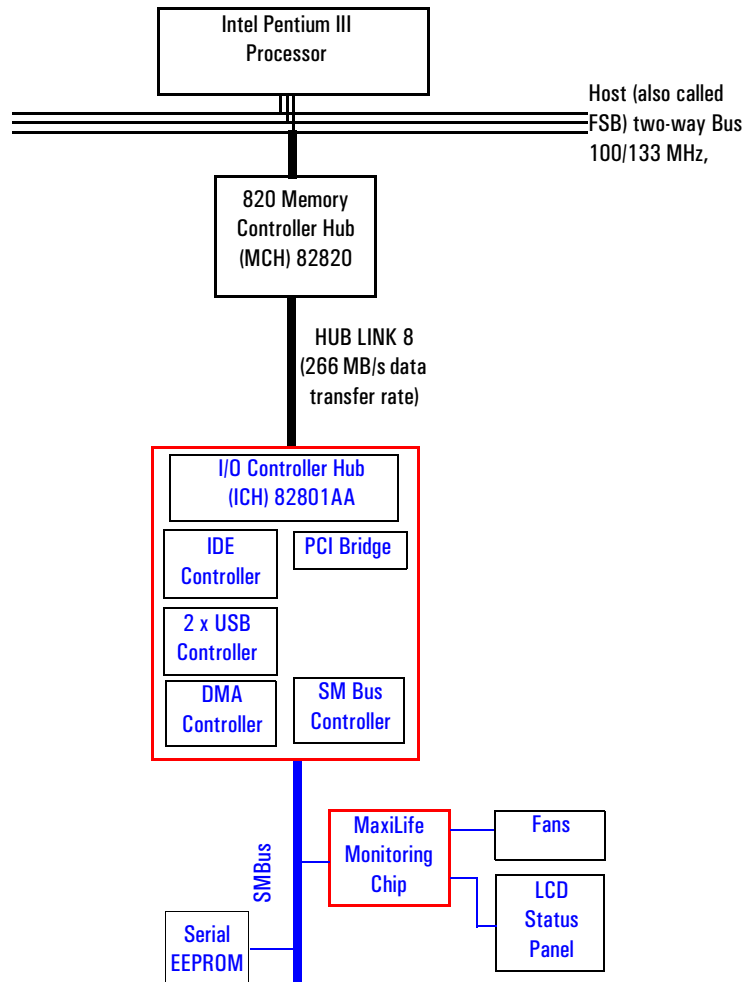 Intel Pentium III
Processor
Host (also called
FSB) two-way Bus
100/133 MHz,
820 Memory
Controller Hub
(MCH) 82820
HUB LINK 8
(266 MB/s data
transfer rate)
I/O Controller Hub
(ICH) 82801AA
IDE
Controller
PCI Bridge
2 x USB
Controller
DMA
Controller
SM Bus
Controller
SMBus
MaxiLife
Monitoring
Chip
Fans
LCD
Status
Panel
Serial
EEPROM